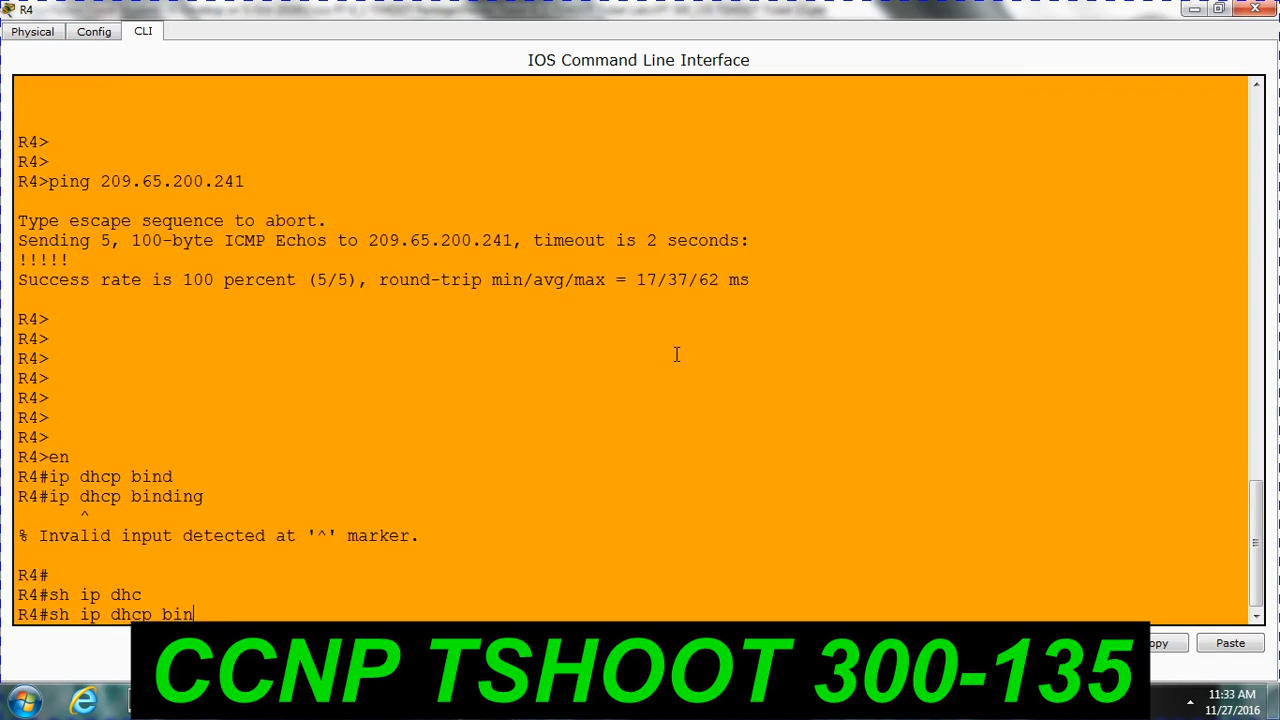 R4
Physical
Config
CLI
IOS Command Line Interface
R4>
R4>
R4>ping 209.65.200.241
Type escape sequence to abort.
Sending 5, 100-byte ICMP Echos to 209.65.200.241, timeout is 2 seconds:
!!!!!
Success rate is 100 percent (5/5), round-trip min/avg/max = 17/37/62 ms
R4>
R4>
R4>
R4>
R4>
R4>
R4>
R4>en
R4#ip dhcp bind
R4#ip dhcp binding
^
% Invalid input detected at '^' marker.
R4#
R4#sh ip dhc
R4#sh ip dhcp bin
opy
Paste
CCNP TSHOOT 300-135
11:33 AM
11/27/2016